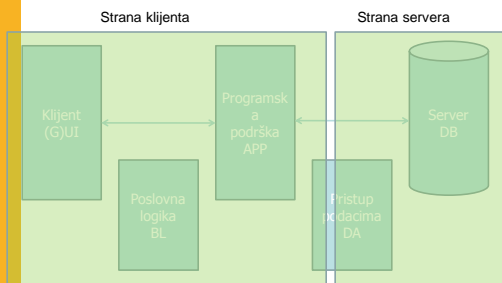 Strana klijenta
Strana servera
Klijent
(G)UI
Programsk
a
podrška
APP
Server
DB
Poslovna
logika
BL
Pristup
podacima
DA